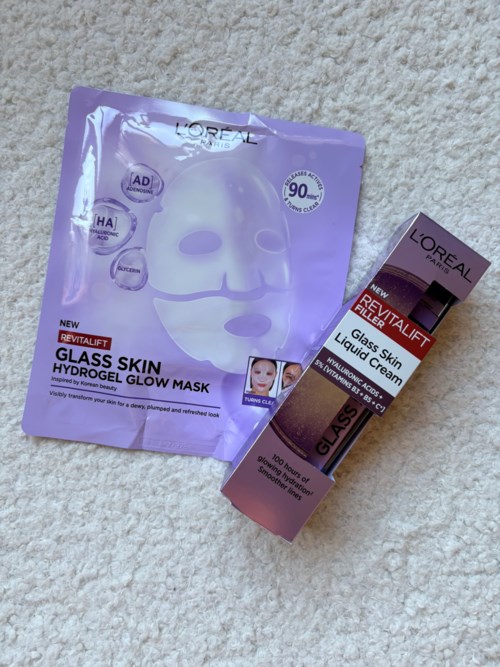 L'ORÉAL
PARIS
[AD]
ADENOSINE
[HA]
HYALURONIC
ACID
GLYCERIN
RELEASES ACTIVES
90 mins
& TURNS CLEAR
NEW
REVITALIFT
GLASS SKIN
HYDROGEL GLOW MASK
Inspired by Korean beauty
Visibly transform your skin for a dewy, plumped and refreshed look
TURNS CLEAR
L'ORÉAL
PARIS
NEW
REVITALIFT
FILLER
Glass Skin
Liquid Cream
HYALURONIC ACIDS +
5% [VITAMINS B3 + B5 + C*]
GLASS
100 hours of
glowing hydration¹
Smoother lines